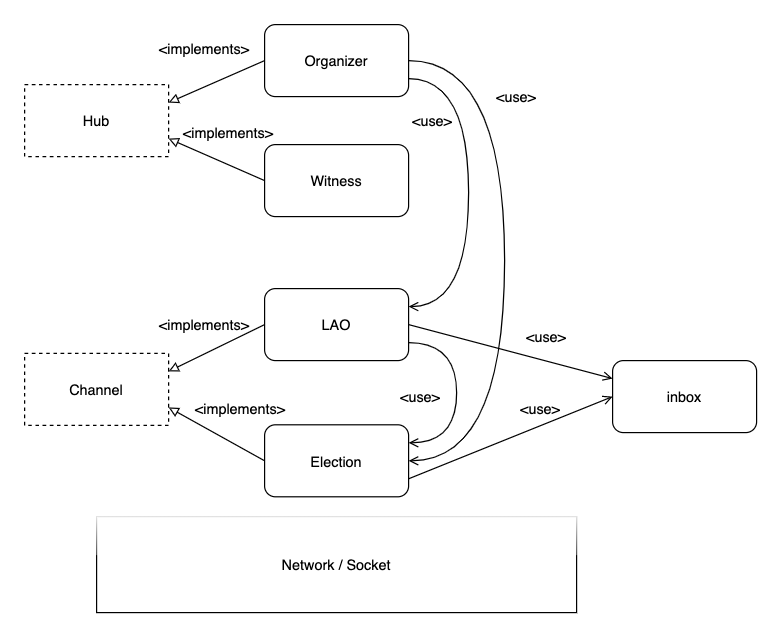 <implements>
Organizer
<use>
Hub
<use>
<implements>
Witness
<implements>
LAO
<use>
Channel
<use>
inbox
<implements>
<use>
Election
Network / Socket